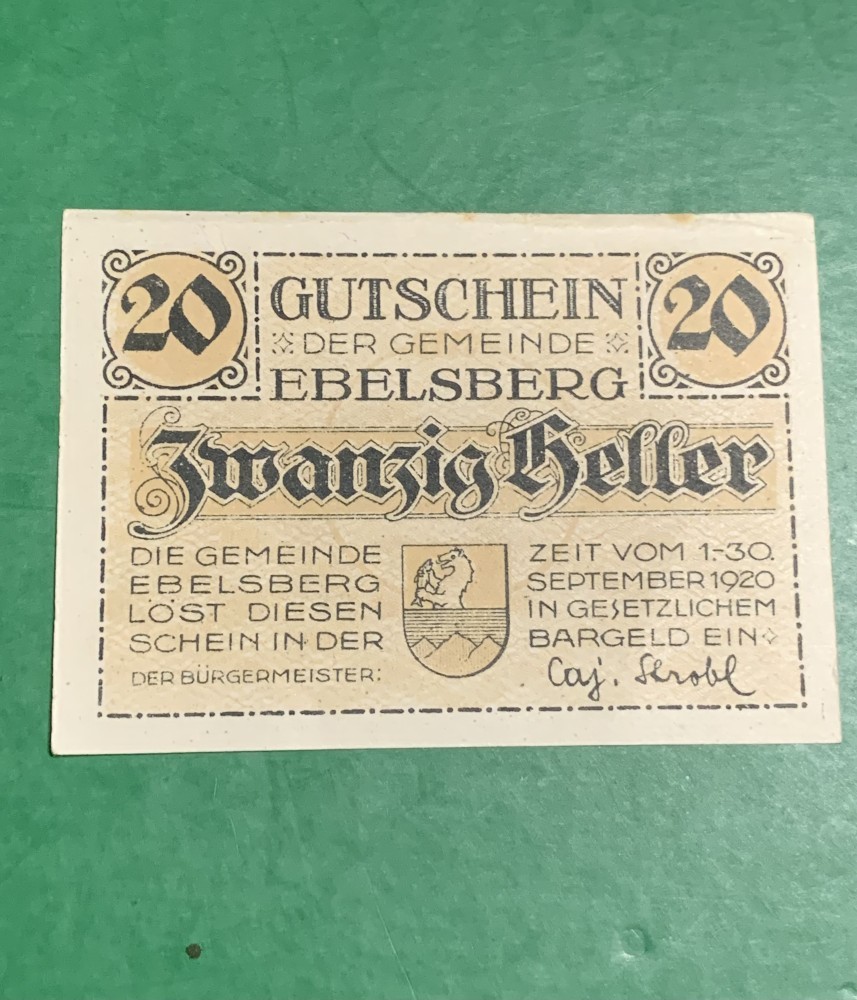 20 GUTSCHEIN 20
DER GEMEINDE
EBELSBERG
Zwanzig Heller
DIE GEMEINDE
EBELSBERG
LÖST DIESEN
SCHEIN IN DER
DER BÜRGERMEISTER:
ZEIT VOM 1.-30.
SEPTEMBER 1920
IN GESETZLICHEM
BARGELD EIN
Caj. Strobl